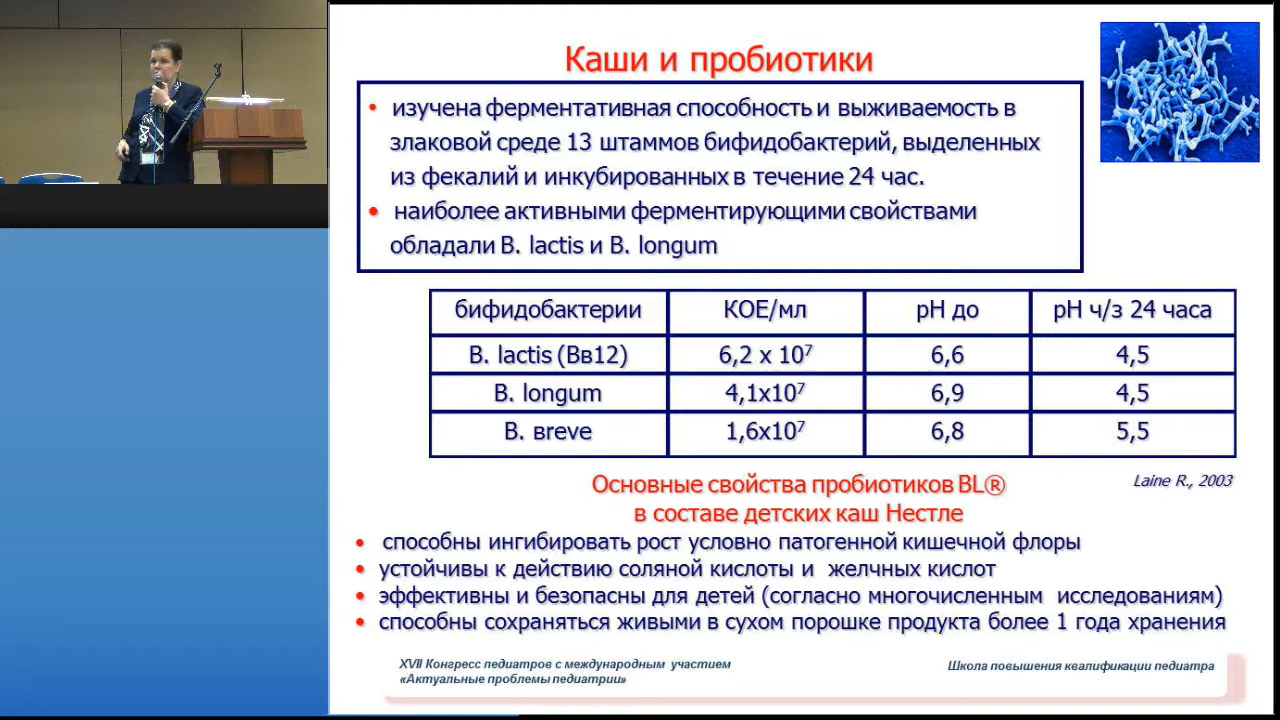 Каши и пробиотики
• изучена ферментативная способность и выживаемость в
злаковой среде 13 штаммов бифидобактерий, выделенных
из фекалий и инкубированных в течение 24 час.
• наиболее активными ферментирующими свойствами
обладали B. lactis и B. longum
бифидобактерии КОЕ/мл pH до pH ч/з 24 часа
B. lactis (Вв12) 6,2 x 10⁷ 6,6 4,5
B. longum 4,1x10⁷ 6,9 4,5
B. вreve 1,6x10⁷ 6,8 5,5
Laine R., 2003
Основные свойства пробиотиков BL®
в составе детских каш Нестле
• способны ингибировать рост условно патогенной кишечной флоры
• устойчивы к действию соляной кислоты и желчных кислот
• эффективны и безопасны для детей (согласно многочисленным исследованиям)
• способны сохраняться живыми в сухом порошке продукта более 1 года хранения
XVII Конгресс педиатров с международным участием
«Актуальные проблемы педиатрии»
Школа повышения квалификации педиатра